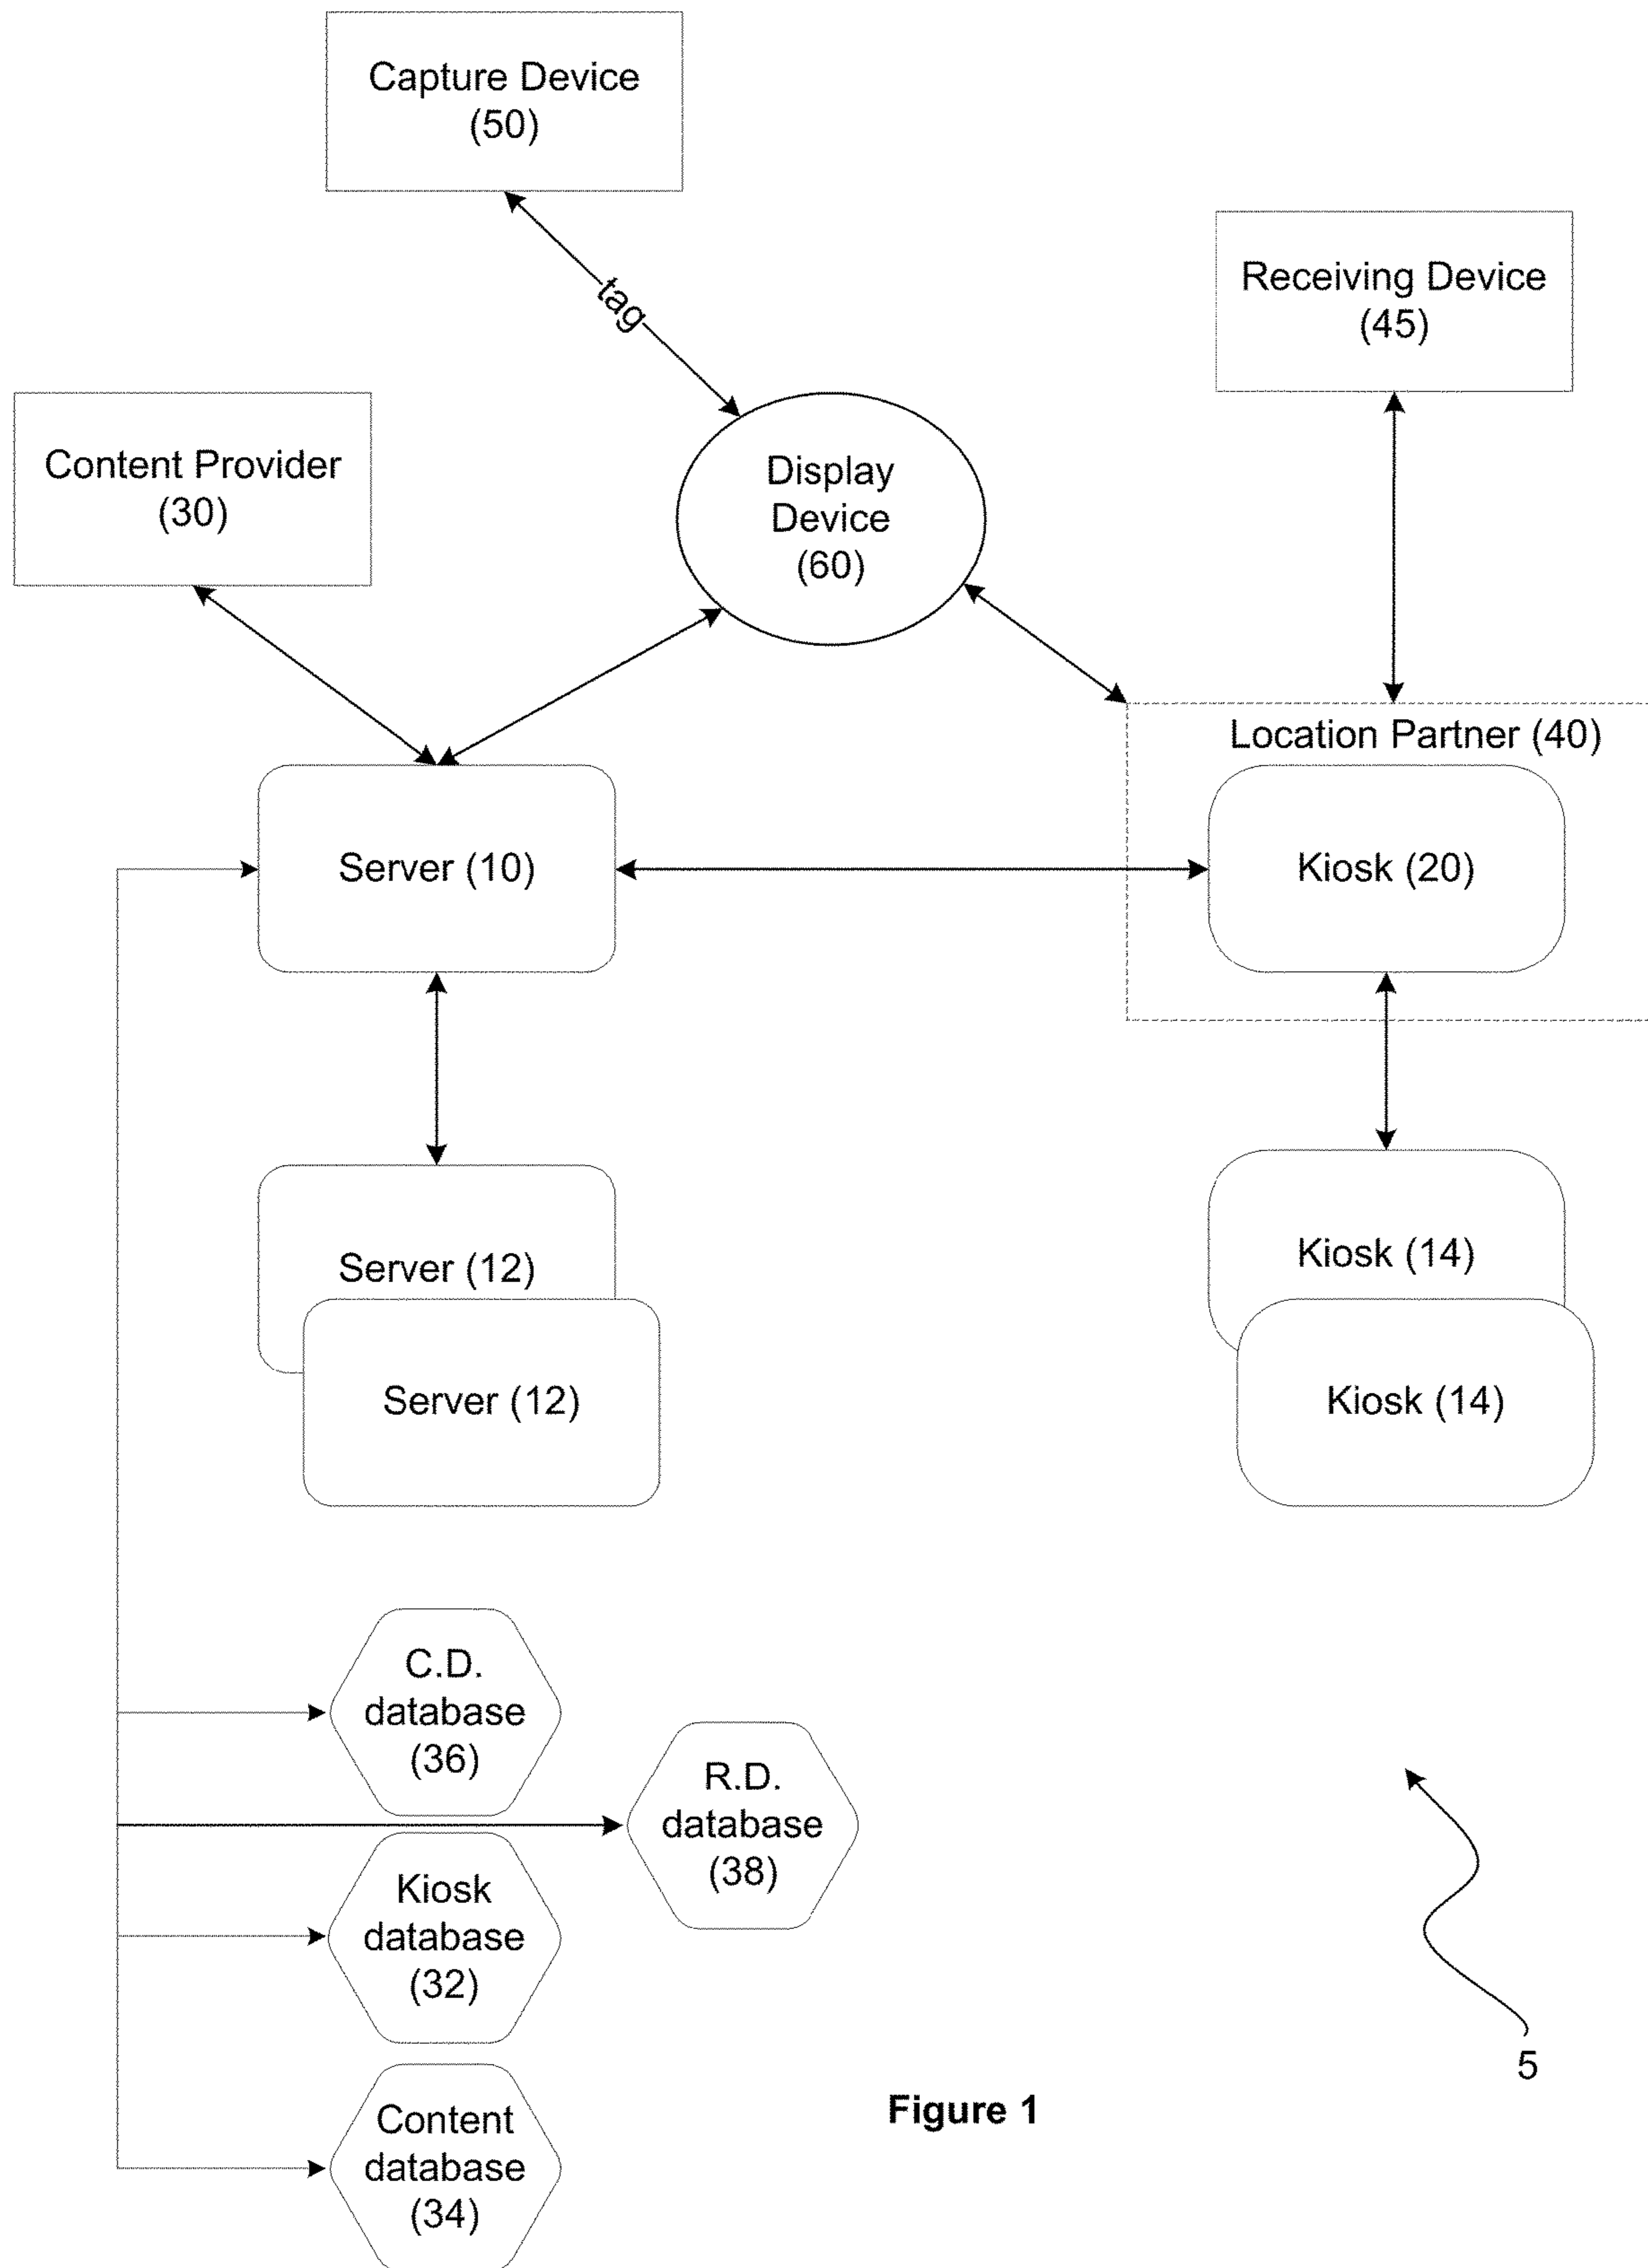 Capture Device
(50)
tag
Receiving Device
(45)
Content Provider
(30)
Display
Device
(60)
Location Partner (40)
Server (10)
Kiosk (20)
Server (12)
Kiosk (14)
Server (12)
Kiosk (14)
C.D.
database
(36)
R.D.
database
(38)
Kiosk
database
(32)
5
Content
database
(34)
Figure 1